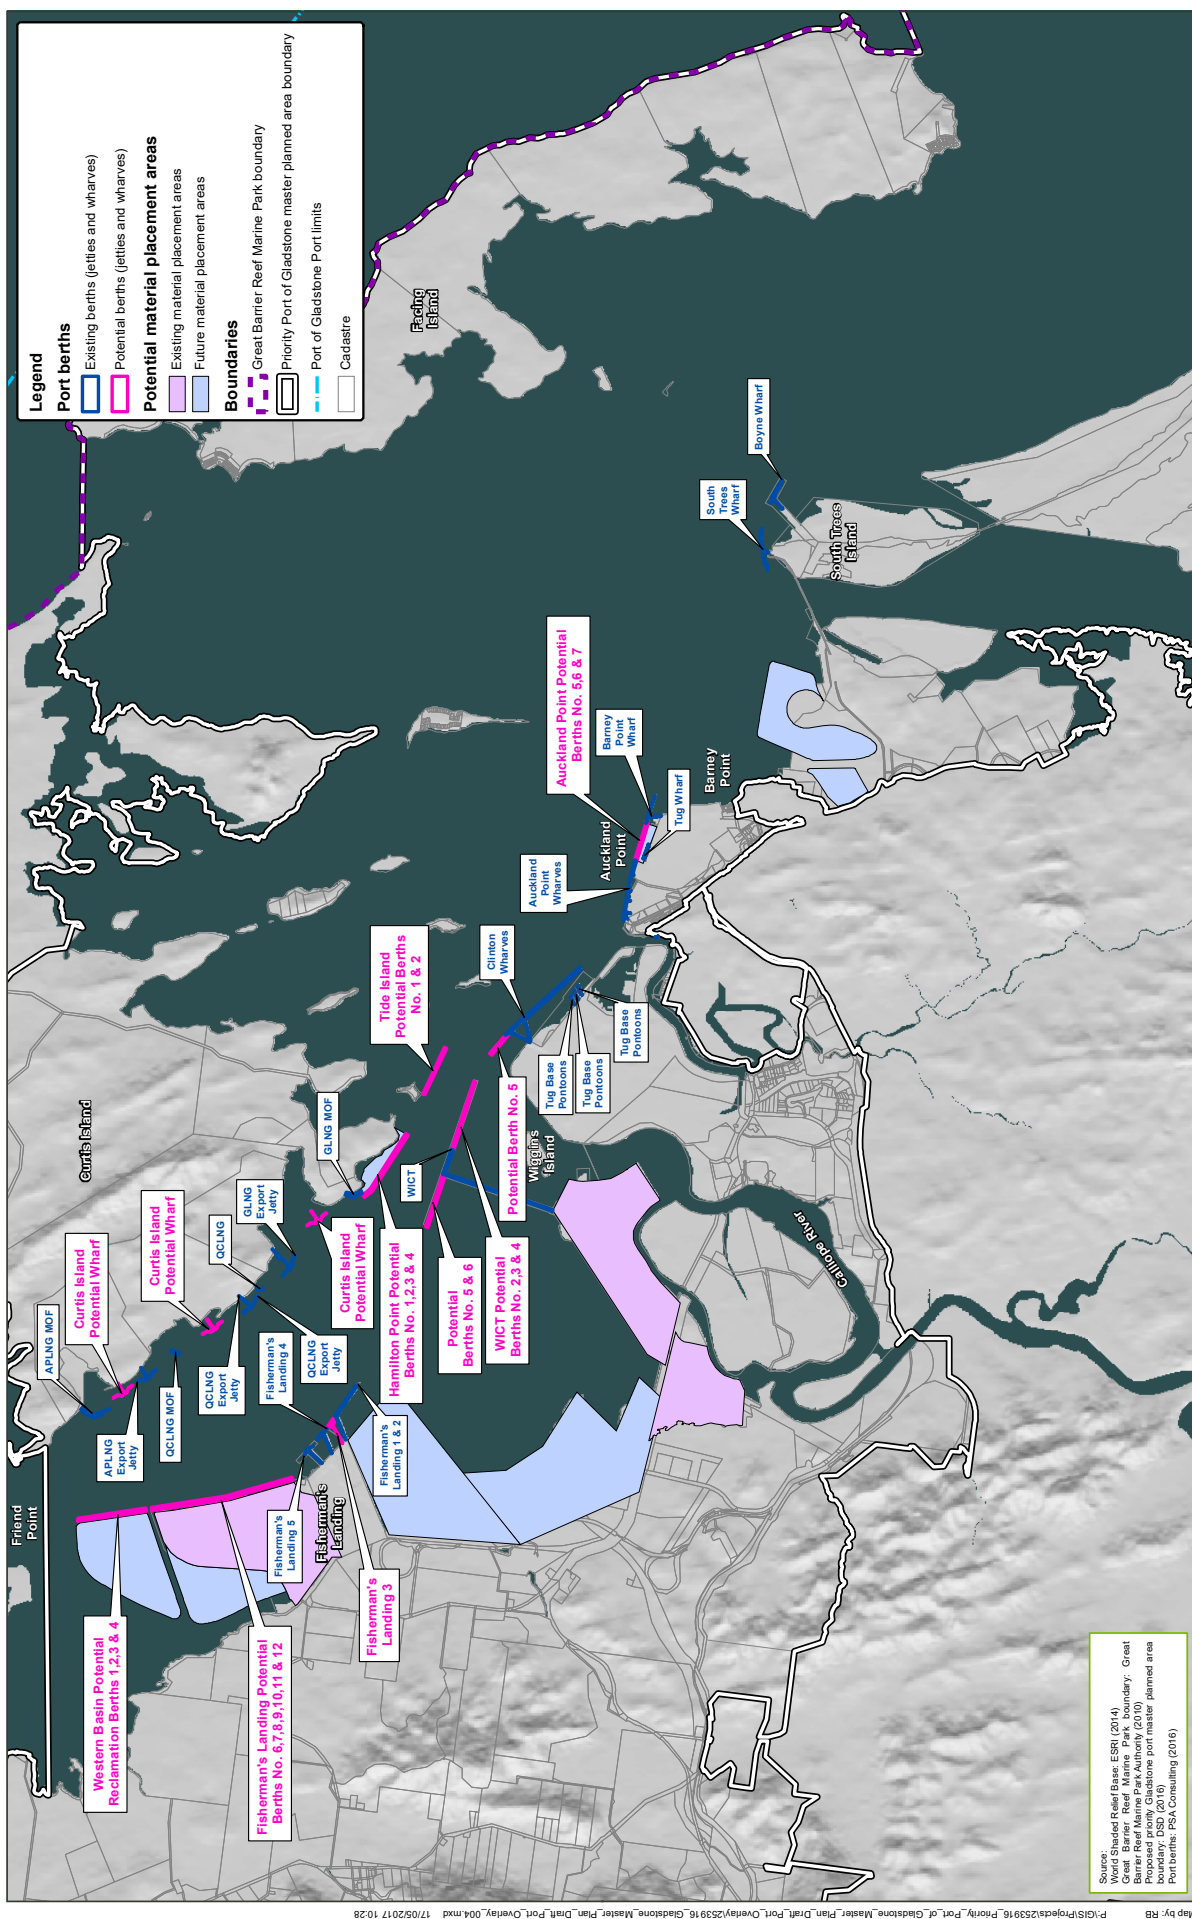 Legend
Port berths
Existing berths (jetties and wharves)
Potential berths (jetties and wharves)
Potential material placement areas
Existing material placement areas
Future material placement areas
Boundaries
Great Barrier Reef Marine Park boundary
Priority Port of Gladstone master planned area boundary
Port of Gladstone Port limits
Cadastre
Friend
Point
Western Basin Potential
Reclamation Berths 1,2,3 & 4
Fisherman's Landing Potential
Berths No. 6,7,8,9,10,11 & 12
APLNG MOF
Curtis Island
Potential Wharf
APLNG
Export
Jetty
QCLNG MOF
Curtis Island
Potential Wharf
QCLNG
Export
Jetty
QCLNG
GLNG
Export
Jetty
Curtis Island
Fisherman's
Landing 4
QCLNG
Export
Jetty
Fisherman's
Landing 5
Fisherman's
Landing
Fisherman's
Landing 3
Fisherman's
Landing 1 & 2
Curtis Island
Potential Wharf
GLNG MOF
Hamilton Point Potential
Berths No. 1,2,3 & 4
Tide Island
Potential Berths
No. 1 & 2
WICT
Potential
Berths No. 5 & 6
WICT Potential
Berths No. 2,3 & 4
Potential Berth No. 5
Wiggins
Island
Clinton
Wharves
Tug Base
Pontoons
Tug Base
Pontoons
Tug Base
Pontoons
Calliope River
Auckland
Point
Wharves
Auckland
Point
Auckland Point Potential
Berths No. 5,6 & 7
Barney
Point
Wharf
Tug Wharf
Barney
Point
Facing
Island
South
Trees
Wharf
Boyne Wharf
South Trees
Island
Source:
World Shaded Relief Base: ESRI (2014)
Great Barrier Reef Marine Park boundary: Great
Barrier Reef Marine Park Authority (2010)
Proposed priority Gladstone port master planned area
boundary: DSD (2016)
Port berths: PSA Consulting (2016)
Map by: RB
P:\GIS\Projects\253916_Priority_Port_of_Gladstone_Master_Plan_Draft_Port_Overlay\253916_Gladstone_Master_Plan_Draft_Port_Overlay_004.mxd 17/05/2017 10:28